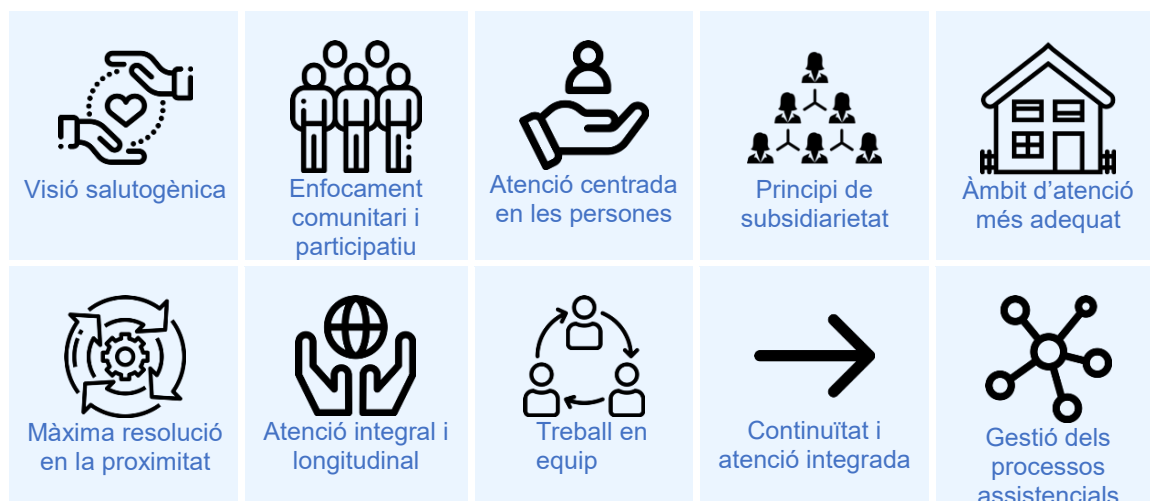 Visió salutogènica
Enfocament
comunitari i
participatiu
Atenció centrada
en les persones
Principi de
subsidiarietat
Àmbit d’atenció
més adequat
Màxima resolució
en la proximitat
Atenció integral i
longitudinal
Treball en
equip
Continuïtat i
atenció integrada
Gestió dels
processos
assistencials